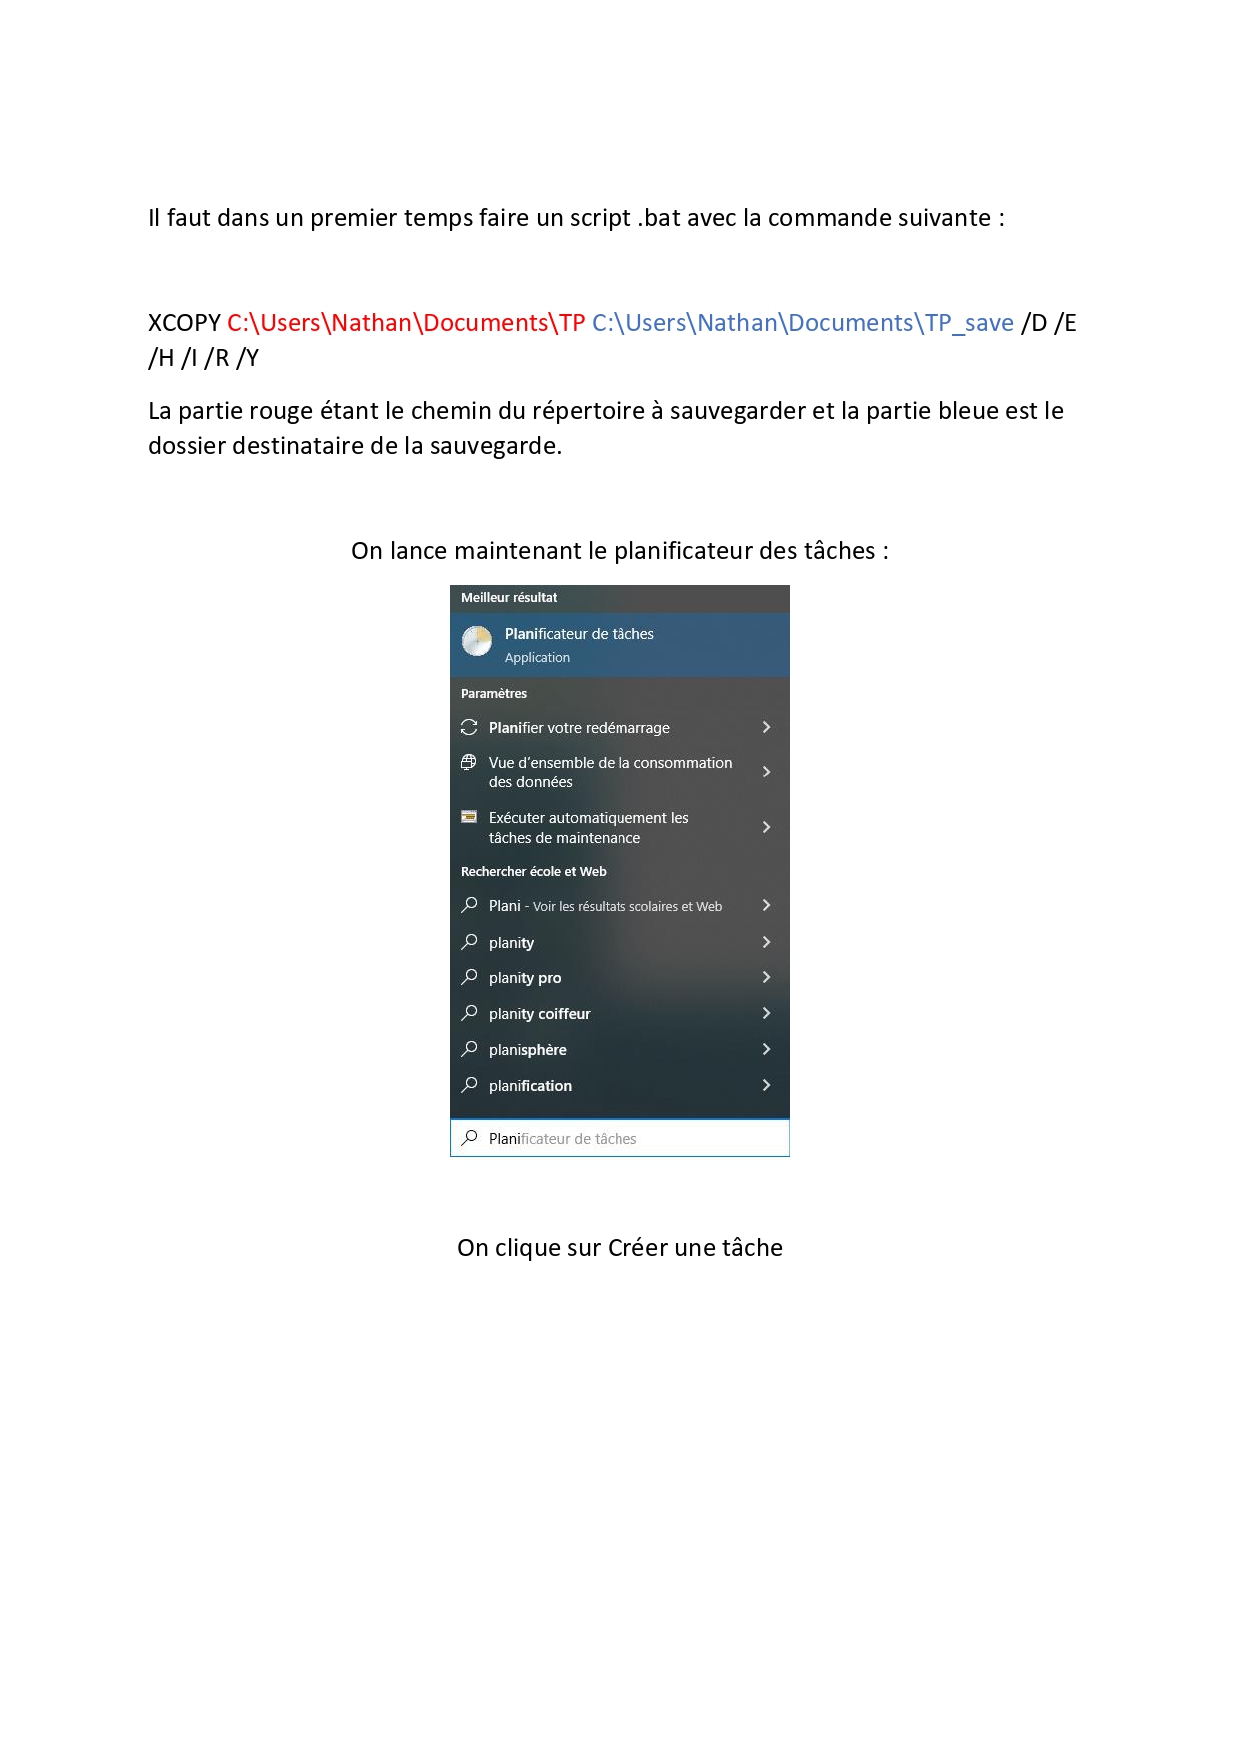 Il faut dans un premier temps faire un script .bat avec la commande suivante :
XCOPY C:\Users\Nathan\Documents\TP C:\Users\Nathan\Documents\TP_save /D /E
/H /I /R /Y
La partie rouge étant le chemin du répertoire à sauvegarder et la partie bleue est le
dossier destinataire de la sauvegarde.
On lance maintenant le planificateur des tâches :
Meilleur résultat
Planificateur de tâches
Application
Paramètres
Planifier votre redémarrage
Vue d'ensemble de la consommation
des données
Exécuter automatiquement les
tâches de maintenance
Rechercher école et Web
Plani - Voir les résultats scolaires et Web
planity
planity pro
planity coiffeur
planisphère
planification
Planificateur de tâches
On clique sur Créer une tâche